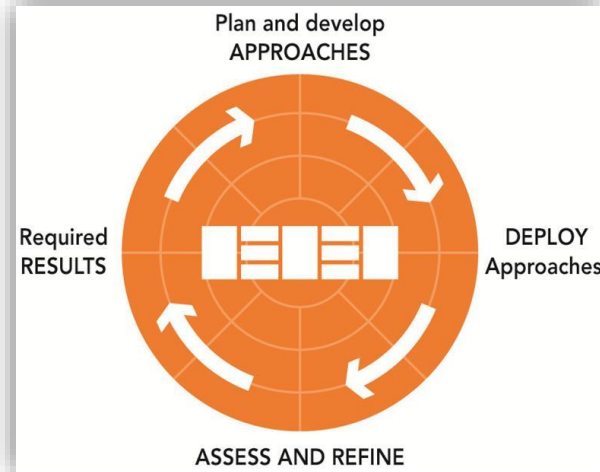 Plan and develop
APPROACHES
Required
RESULTS
DEPLOY
Approaches
ASSESS AND REFINE